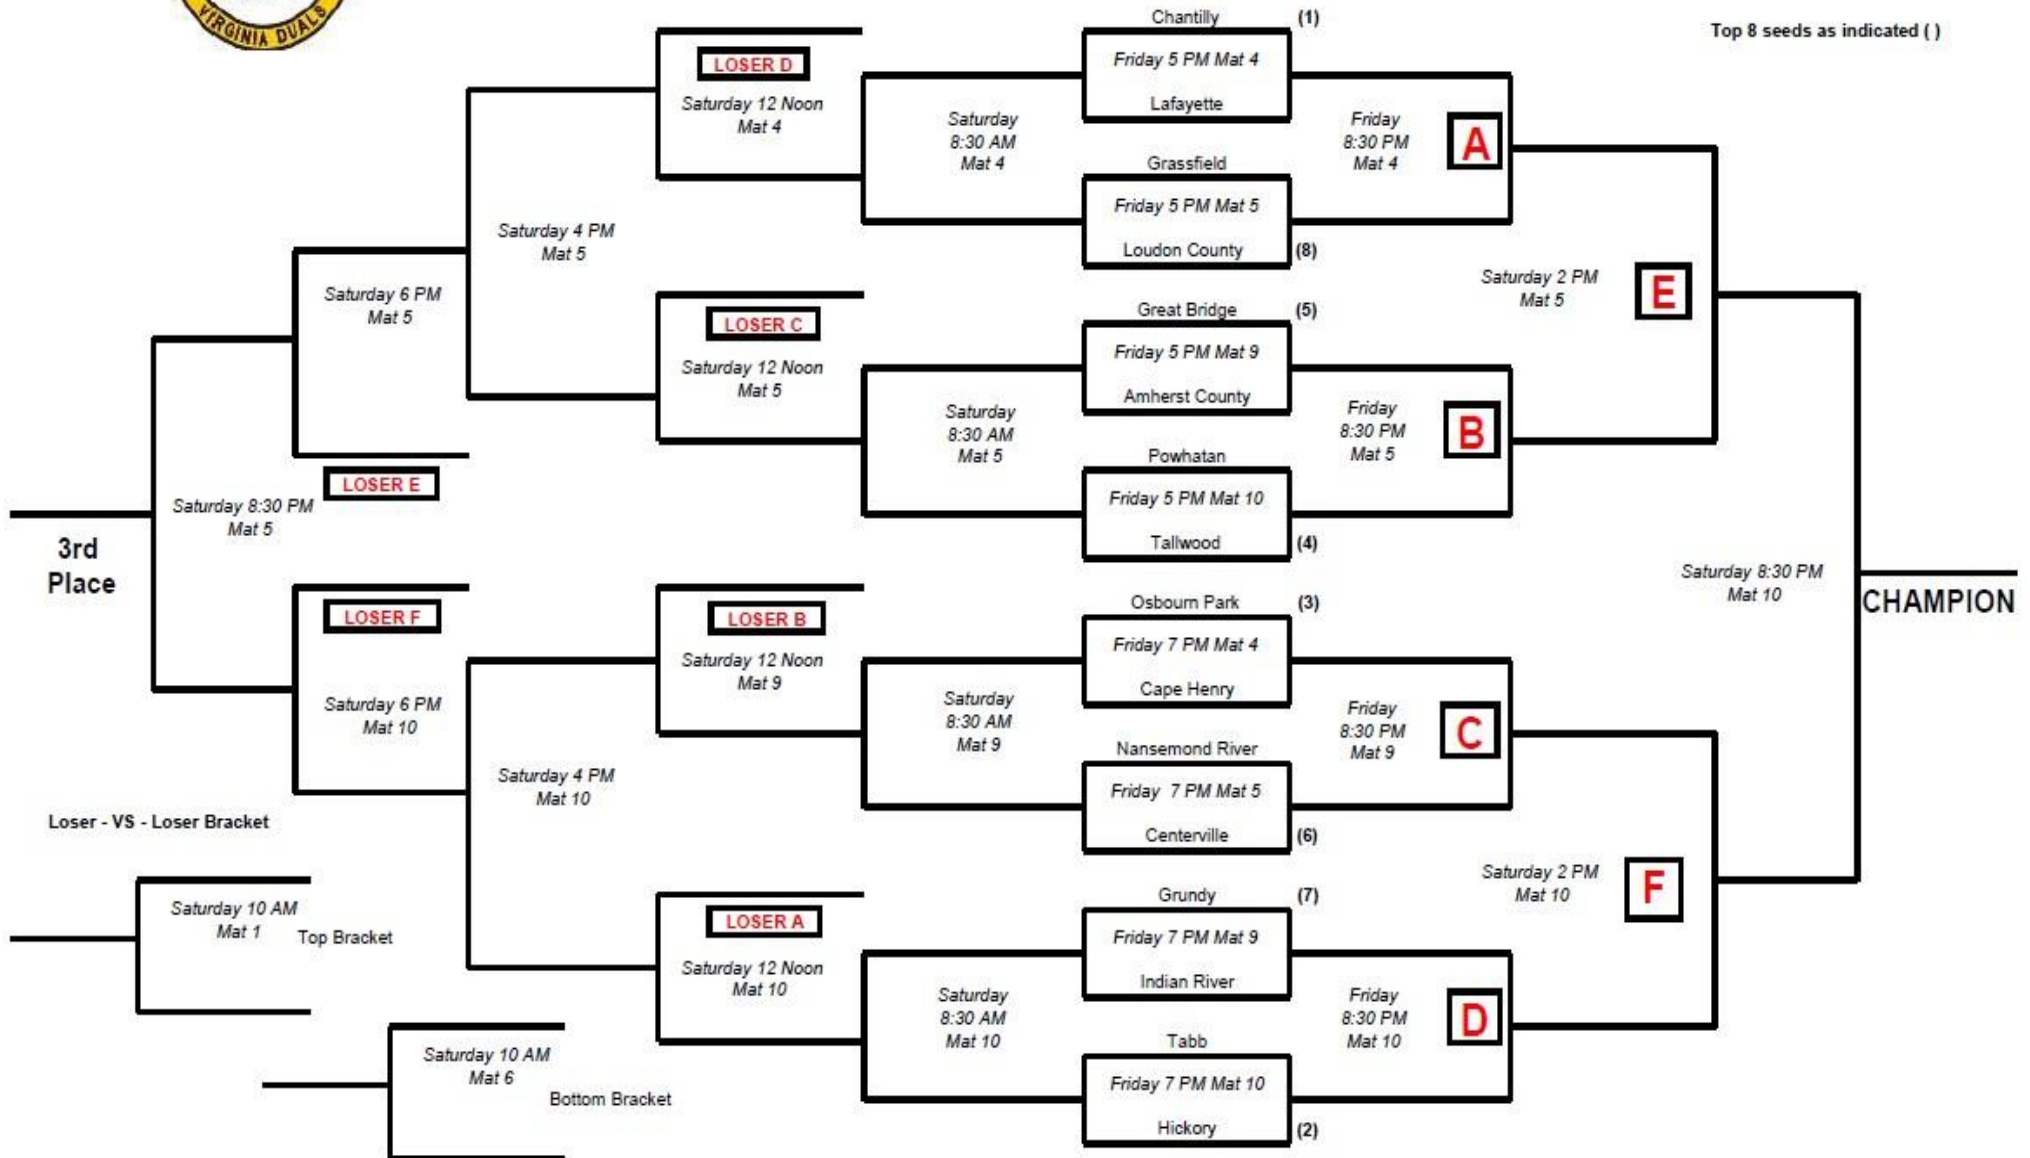 VIRGINIA DUALS
Top 8 seeds as indicated ( )
Chantilly (1)
Friday 5 PM Mat 4
Lafayette
Grassfield
Friday 5 PM Mat 5
Loudon County (8)
Great Bridge (5)
Friday 5 PM Mat 9
Amherst County
Powhatan
Friday 5 PM Mat 10
Tallwood (4)
Osbourn Park (3)
Friday 7 PM Mat 4
Cape Henry
Nansemond River
Friday 7 PM Mat 5
Centerville (6)
Grundy (7)
Friday 7 PM Mat 9
Indian River
Tabb
Friday 7 PM Mat 10
Hickory (2)
Friday
8:30 PM
Mat 4
A
Friday
8:30 PM
Mat 5
B
Friday
8:30 PM
Mat 9
C
Friday
8:30 PM
Mat 10
D
Saturday 2 PM
Mat 5
E
Saturday 2 PM
Mat 10
F
Saturday 8:30 PM
Mat 10
CHAMPION
Saturday
8:30 AM
Mat 4
Saturday
8:30 AM
Mat 5
Saturday
8:30 AM
Mat 9
Saturday
8:30 AM
Mat 10
LOSER D
Saturday 12 Noon
Mat 4
LOSER C
Saturday 12 Noon
Mat 5
LOSER B
Saturday 12 Noon
Mat 9
LOSER A
Saturday 12 Noon
Mat 10
Saturday 4 PM
Mat 5
Saturday 4 PM
Mat 10
Saturday 6 PM
Mat 5
LOSER E
LOSER F
Saturday 6 PM
Mat 10
Saturday 8:30 PM
Mat 5
3rd
Place
Loser - VS - Loser Bracket
Saturday 10 AM
Mat 1
Top Bracket
Saturday 10 AM
Mat 6
Bottom Bracket